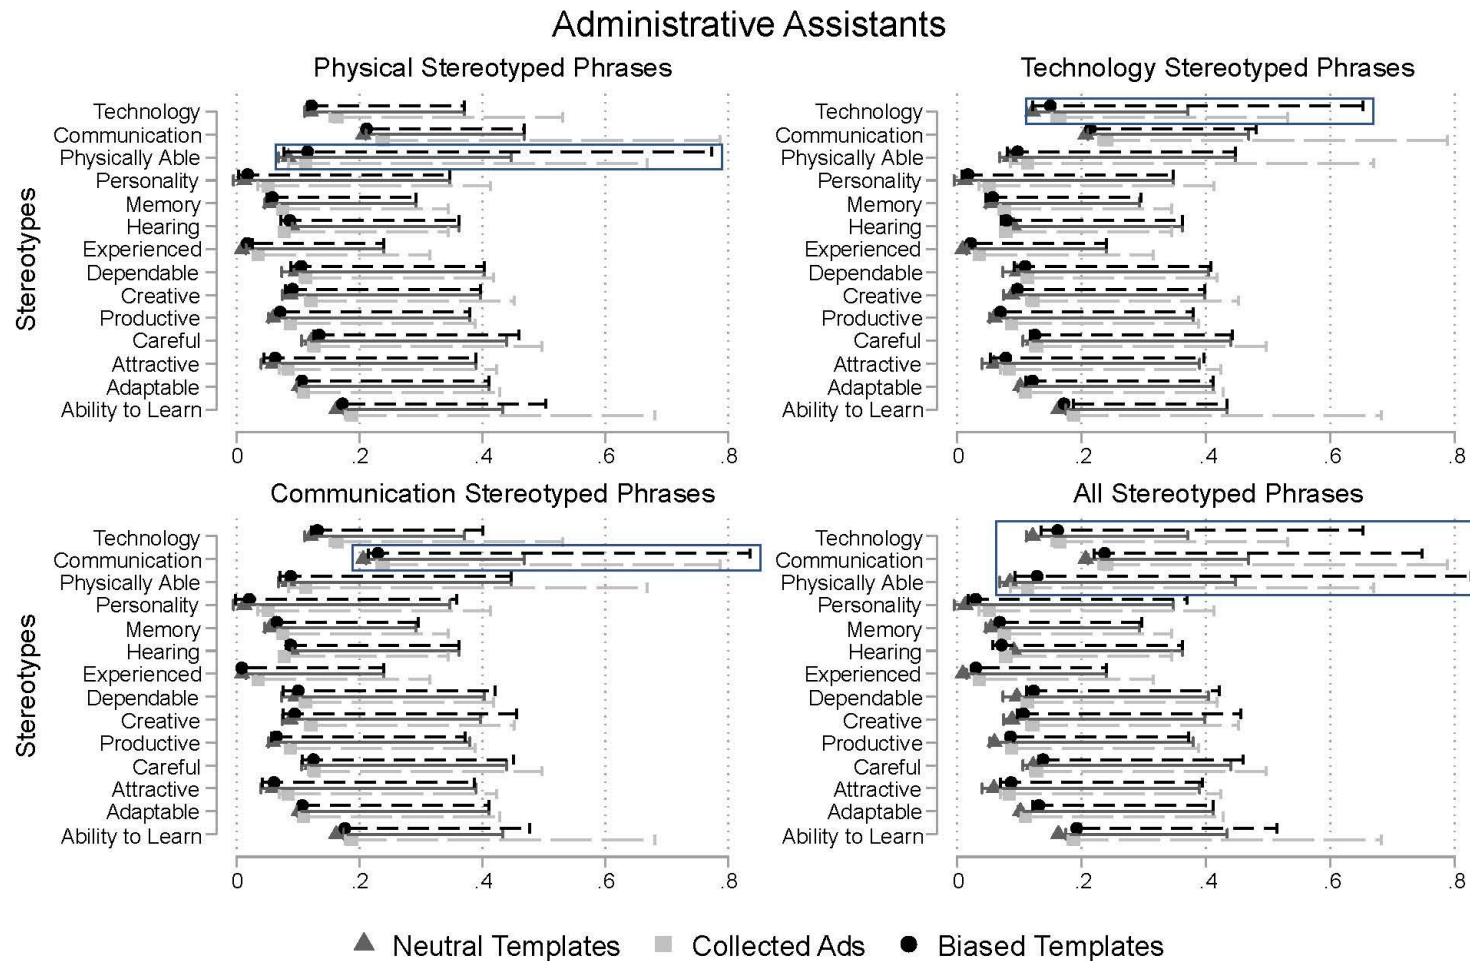 Administrative Assistants
Physical Stereotyped Phrases
Stereotypes
Technology
Communication
Physically Able
Personality
Memory
Hearing
Experienced
Dependable
Creative
Productive
Careful
Attractive
Adaptable
Ability to Learn
0 .2 .4 .6 .8
Technology Stereotyped Phrases
Technology
Communication
Physically Able
Personality
Memory
Hearing
Experienced
Dependable
Creative
Productive
Careful
Attractive
Adaptable
Ability to Learn
0 .2 .4 .6 .8
Communication Stereotyped Phrases
Stereotypes
Technology
Communication
Physically Able
Personality
Memory
Hearing
Experienced
Dependable
Creative
Productive
Careful
Attractive
Adaptable
Ability to Learn
0 .2 .4 .6 .8
All Stereotyped Phrases
Technology
Communication
Physically Able
Personality
Memory
Hearing
Experienced
Dependable
Creative
Productive
Careful
Attractive
Adaptable
Ability to Learn
0 .2 .4 .6 .8
Neutral Templates Collected Ads Biased Templates